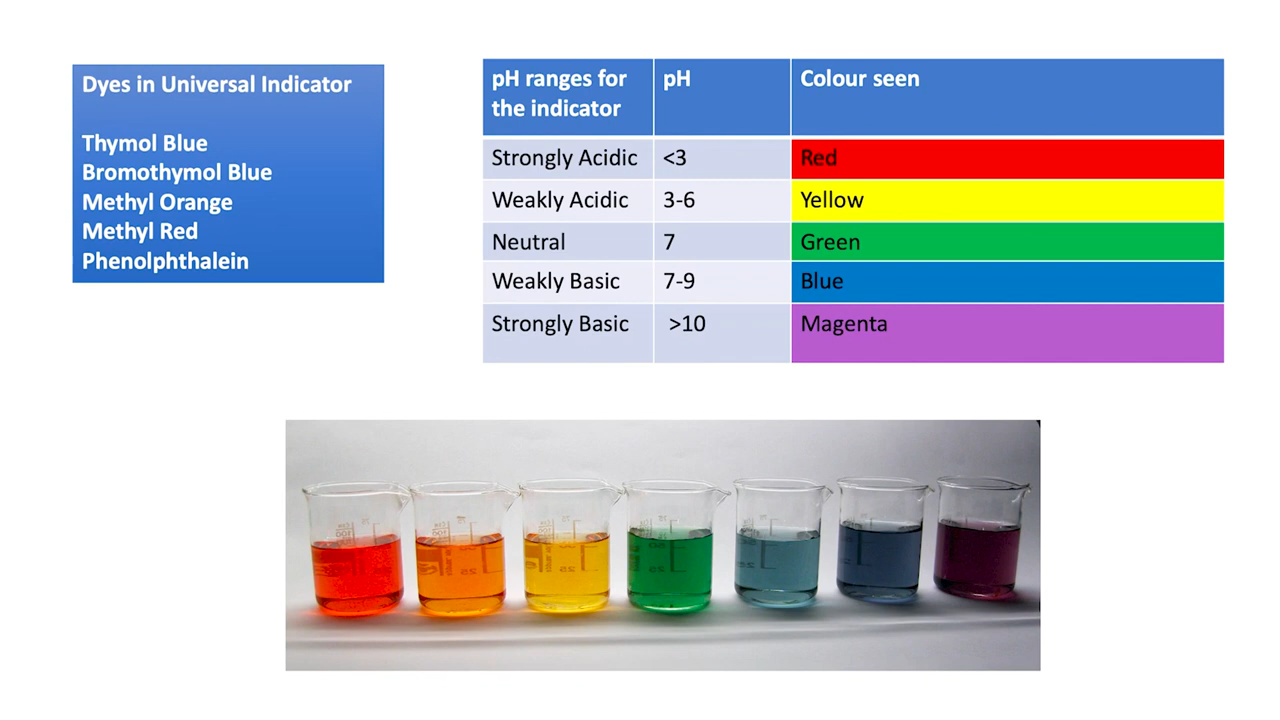 Dyes in Universal Indicator
Thymol Blue
Bromothymol Blue
Methyl Orange
Methyl Red
Phenolphthalein
pH ranges for the indicator pH Colour seen
Strongly Acidic <3 Red
Weakly Acidic 3-6 Yellow
Neutral 7 Green
Weakly Basic 7-9 Blue
Strongly Basic >10 Magenta